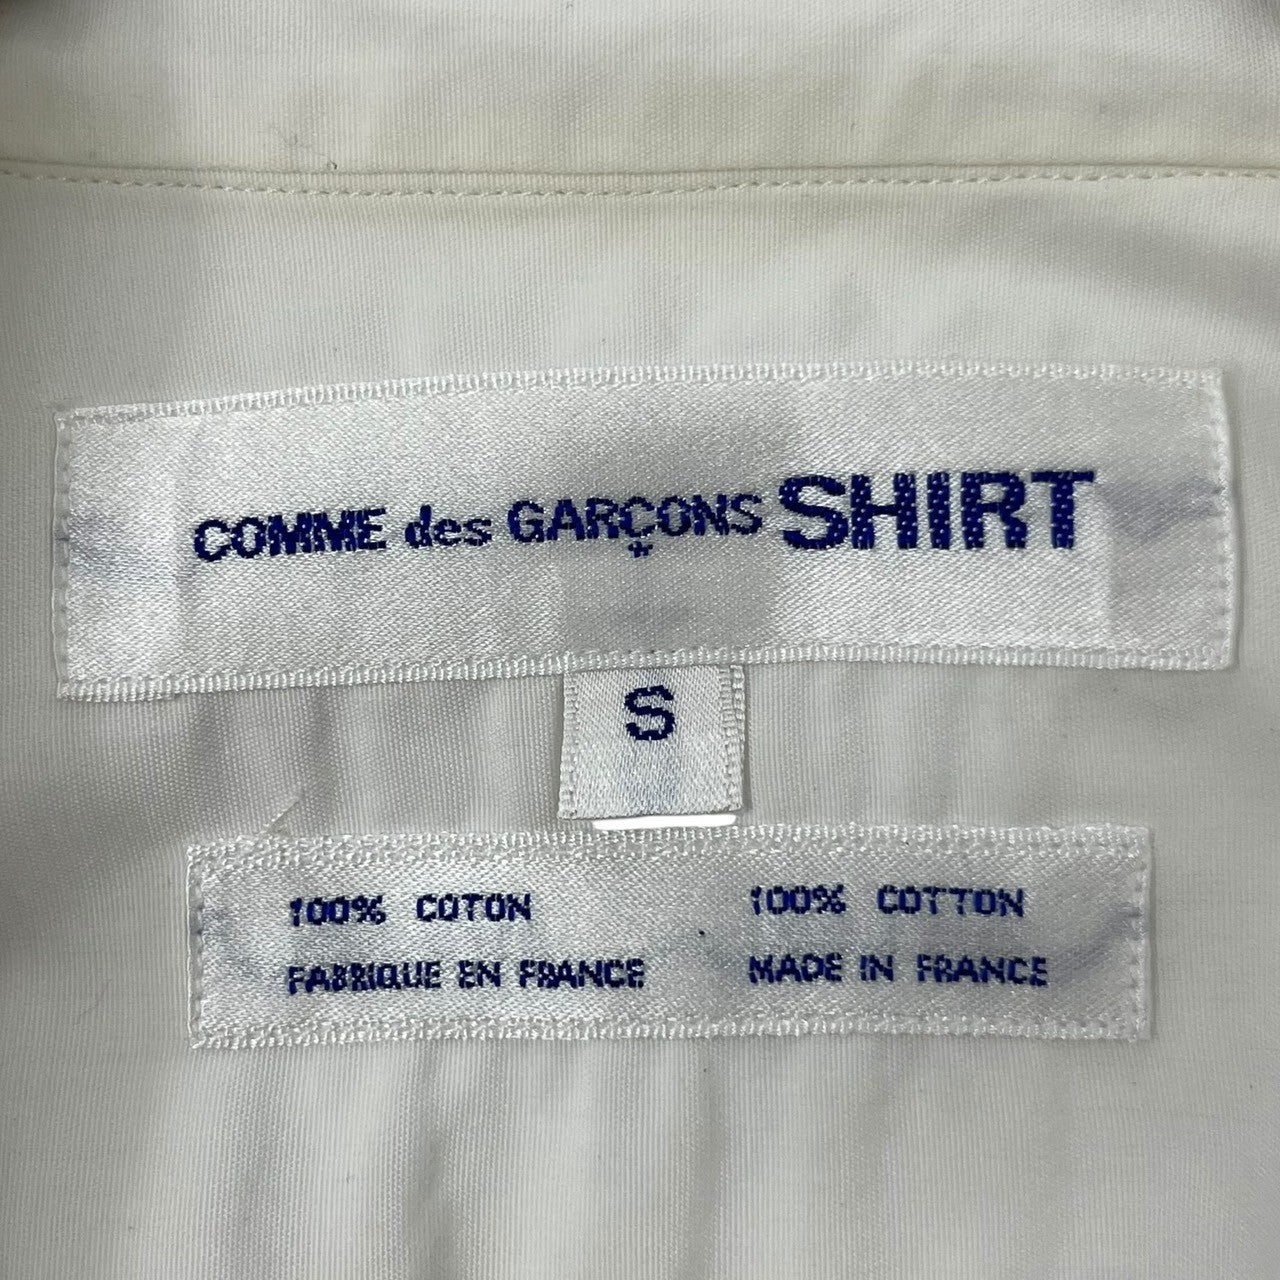 COMME des GARÇONS SHIRT
S
100% COTON
FABRIQUE EN FRANCE
100% COTTON
MADE IN FRANCE